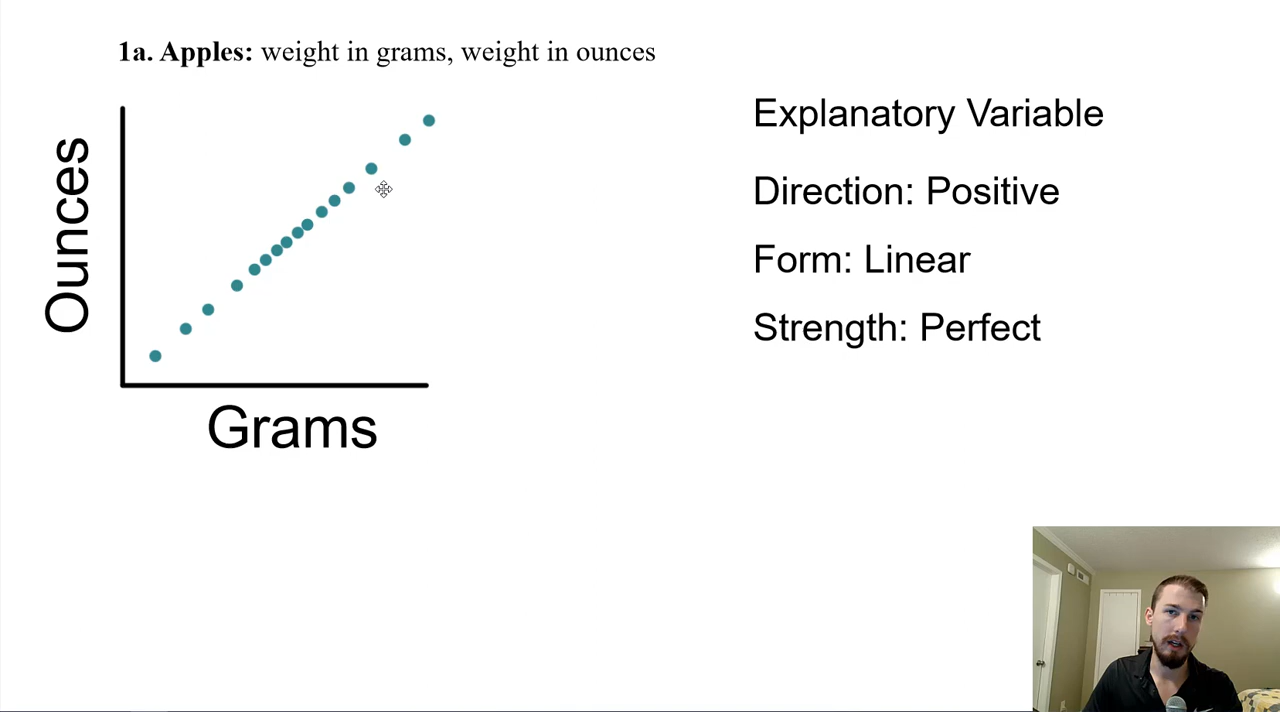 1a. Apples: weight in grams, weight in ounces
Ounces
Grams
Explanatory Variable
Direction: Positive
Form: Linear
Strength: Perfect